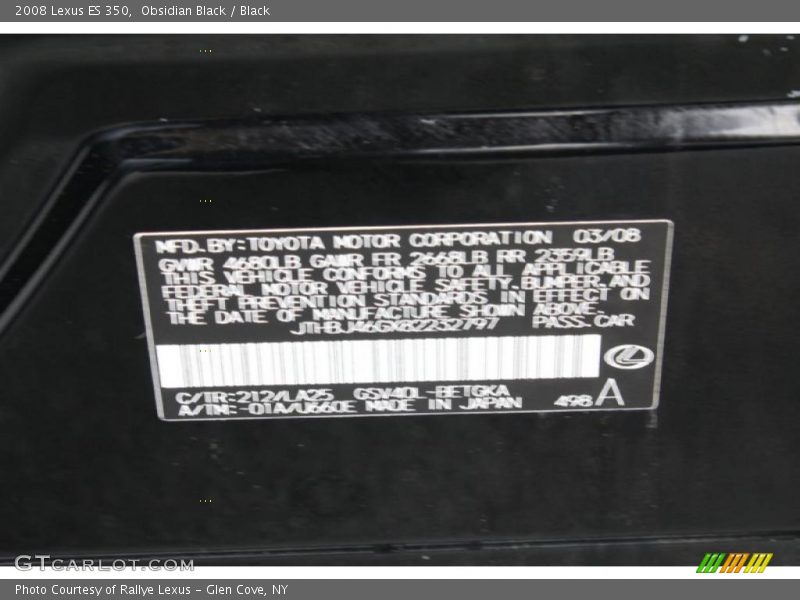 2008 Lexus ES 350,  Obsidian Black / Black
MFD. BY: TOYOTA MOTOR CORPORATION 03/08
GVWR 4680LB GAWR FR 2668LB RR 2359LB
THIS VEHICLE CONFORMS TO ALL APPLICABLE
FEDERAL MOTOR VEHICLE SAFETY, BUMPER, AND
THEFT PREVENTION STANDARDS IN EFFECT ON
THE DATE OF MANUFACTURE SHOWN ABOVE.
JTHBJ46GX82252797 PASS. CAR
C/TR: 212/LA25 GSV40L-BETGKA
A/TM: -01A/U660E MADE IN JAPAN 498 A
GTCARLOT.COM
Photo Courtesy of Rallye Lexus - Glen Cove, NY